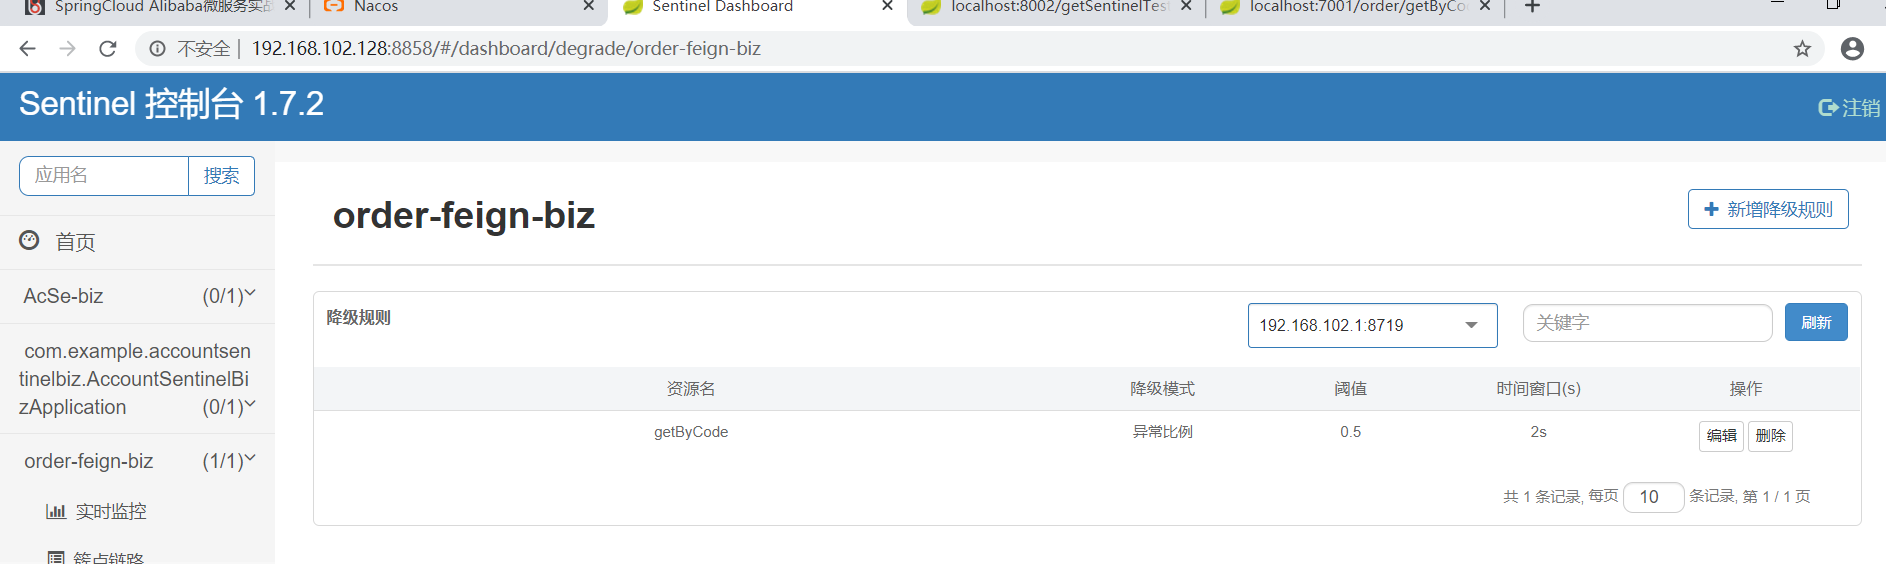 SpringCloud Alibaba微服务实战
Nacos
Sentinel Dashboard
localhost:8002/getSentinelTest
localhost:7001/order/getByCo
不安全 | 192.168.102.128:8858/#/dashboard/degrade/order-feign-biz
Sentinel 控制台 1.7.2
注销
应用名
搜索
首页
AcSe-biz (0/1)
com.example.accountsen
tinelbiz.AccountSentinelBi
zApplication (0/1)
order-feign-biz (1/1)
实时监控
簇点链路
order-feign-biz
新增降级规则
降级规则
192.168.102.1:8719
关键字
刷新
资源名 降级模式 阈值 时间窗口(s) 操作
getByCode 异常比例 0.5 2s 编辑 删除
共 1 条记录, 每页 10 条记录, 第 1 / 1 页